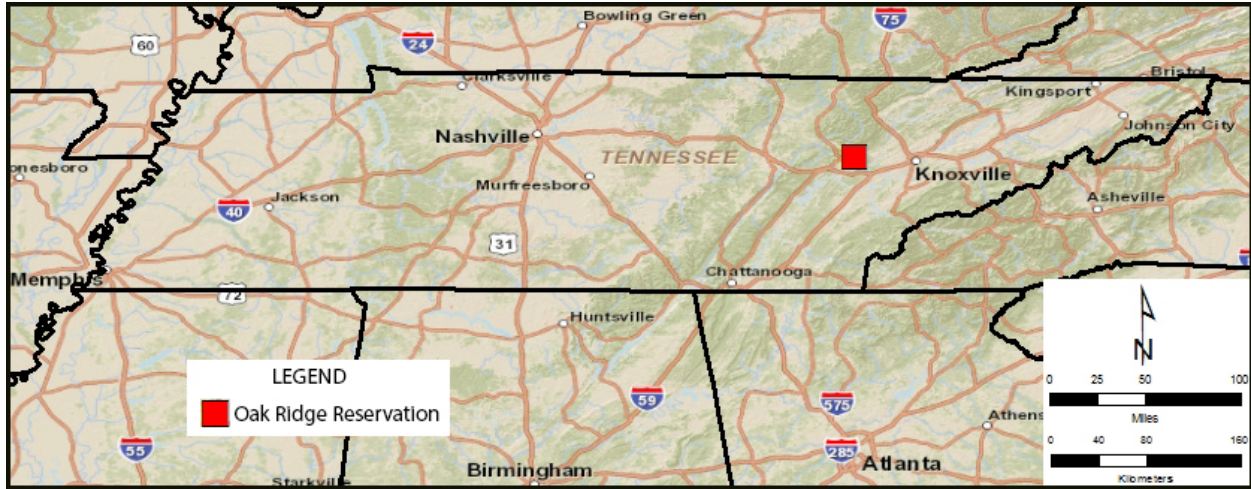 Bowling Green
75
60
24
Clarksville
Bristol
Kingsport
Johnson City
Nashville
TENNESSEE
onesboro
Knoxville
Murfreesboro
Jackson
Asheville
40
31
Memphis
Chattanooga
72
Huntsville
N
LEGEND
Oak Ridge Reservation
0 25 50 100
Miles
59
575
Athens
0 40 80 160
Kilometers
55
285
Atlanta
Birmingham
Starkville